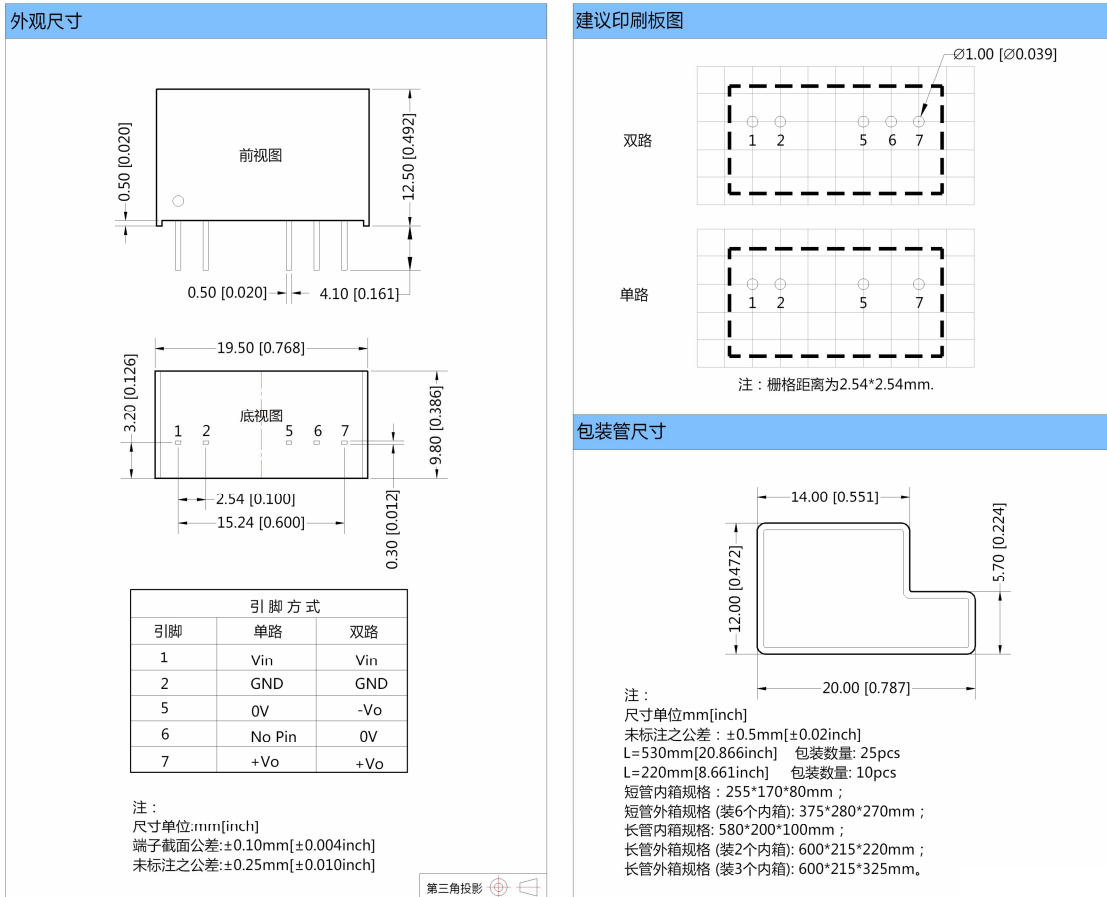 外观尺寸
0.50 [0.020]
前视图
12.50 [0.492]
0.50 [0.020]
4.10 [0.161]
19.50 [0.768]
3.20 [0.126]
底视图
1 2 5 6 7
9.80 [0.386]
2.54 [0.100]
15.24 [0.600]
0.30 [0.012]
引脚方式
引脚 单路 双路
1 Vin Vin
2 GND GND
5 0V -Vo
6 No Pin 0V
7 +Vo +Vo
注：
尺寸单位:mm[inch]
端子截面公差:±0.10mm[±0.004inch]
未标注之公差:±0.25mm[±0.010inch]
第三角投影
建议印刷板图
∅1.00 [∅0.039]
双路
1 2 5 6 7
单路
1 2 5 7
注：栅格距离为2.54*2.54mm.
包装管尺寸
14.00 [0.551]
12.00 [0.472]
5.70 [0.224]
20.00 [0.787]
注：
尺寸单位mm[inch]
未标注之公差：±0.5mm[±0.02inch]
L=530mm[20.866inch] 包装数量: 25pcs
L=220mm[8.661inch] 包装数量: 10pcs
短管内箱规格：255*170*80mm；
短管外箱规格 (装6个内箱): 375*280*270mm；
长管内箱规格: 580*200*100mm；
长管外箱规格 (装2个内箱): 600*215*220mm；
长管外箱规格 (装3个内箱): 600*215*325mm。